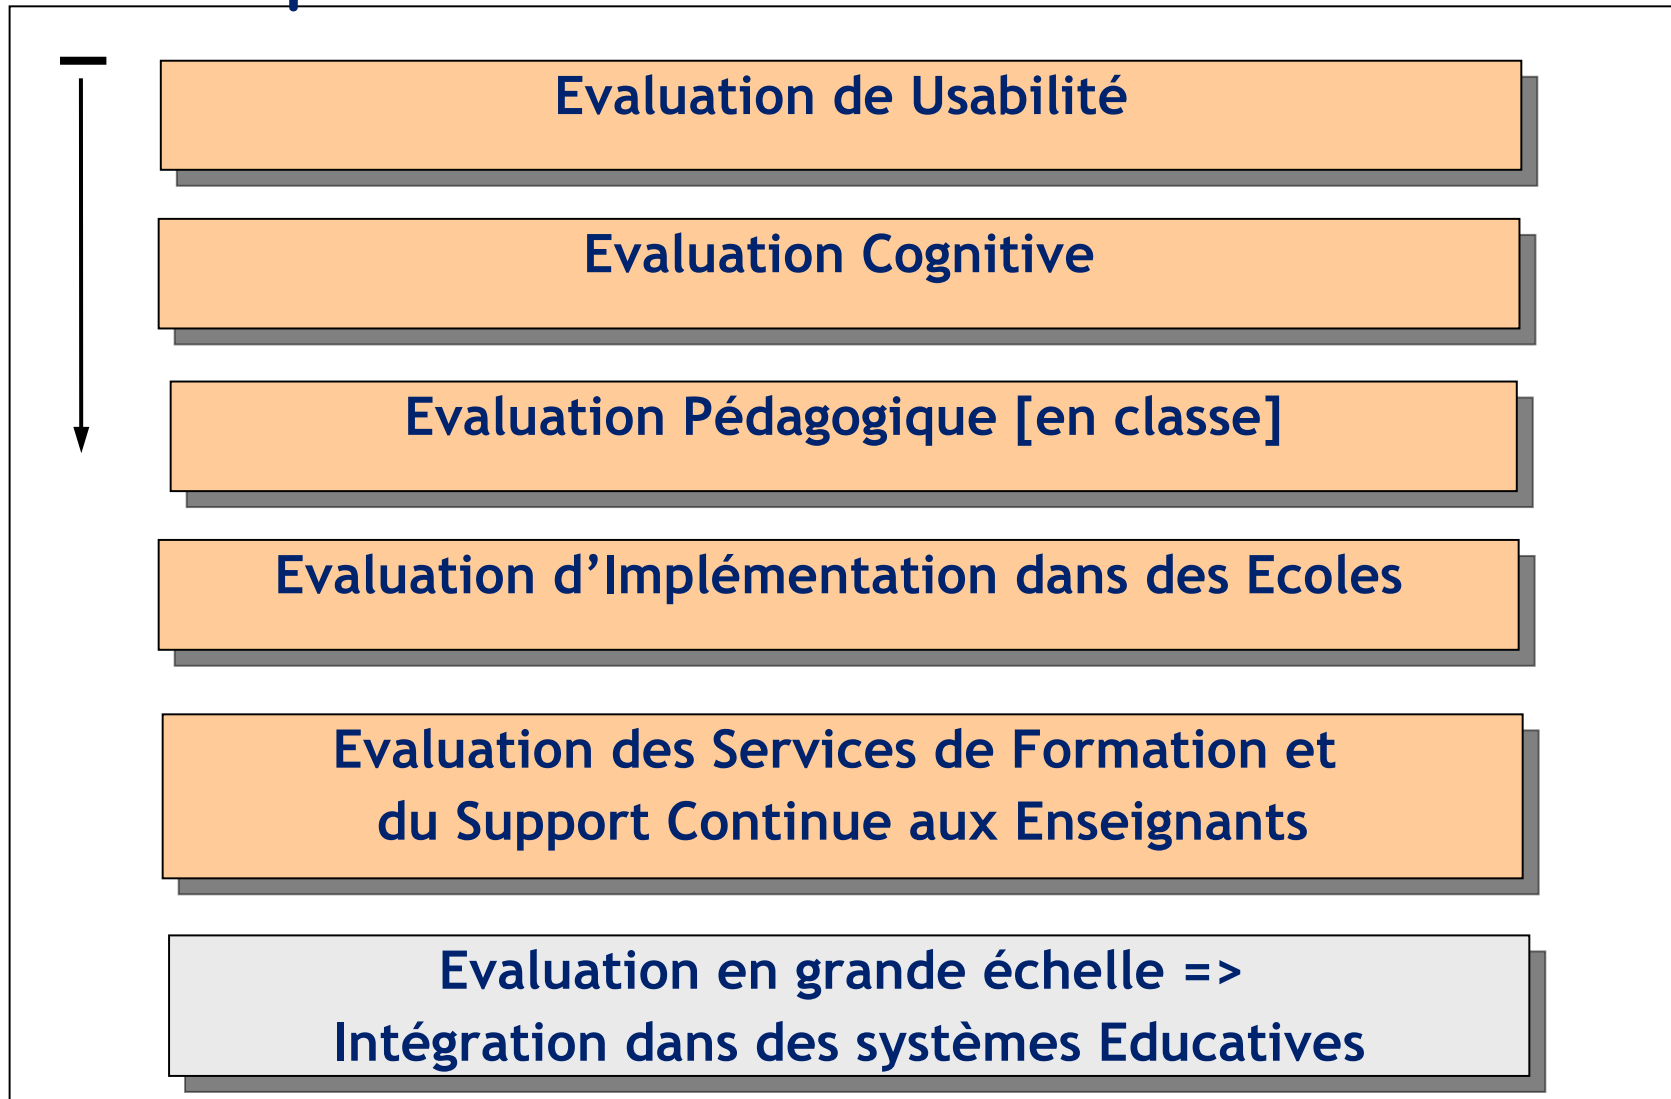 Evaluation de Usabilité
Evaluation Cognitive
Evaluation Pédagogique [en classe]
Evaluation d’Implémentation dans des Ecoles
Evaluation des Services de Formation et
du Support Continue aux Enseignants
Evaluation en grande échelle =>
Intégration dans des systèmes Educatives